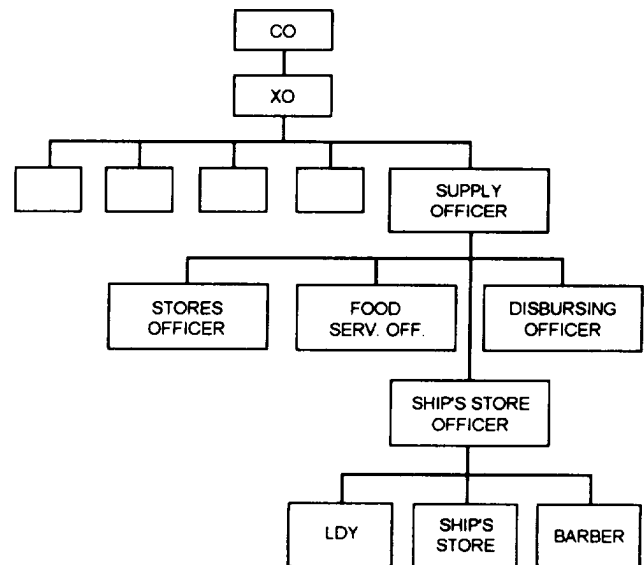 CO
XO
SUPPLY
OFFICER
STORES
OFFICER
FOOD
SERV. OFF.
DISBURSING
OFFICER
SHIP'S STORE
OFFICER
LDY
SHIP'S
STORE
BARBER